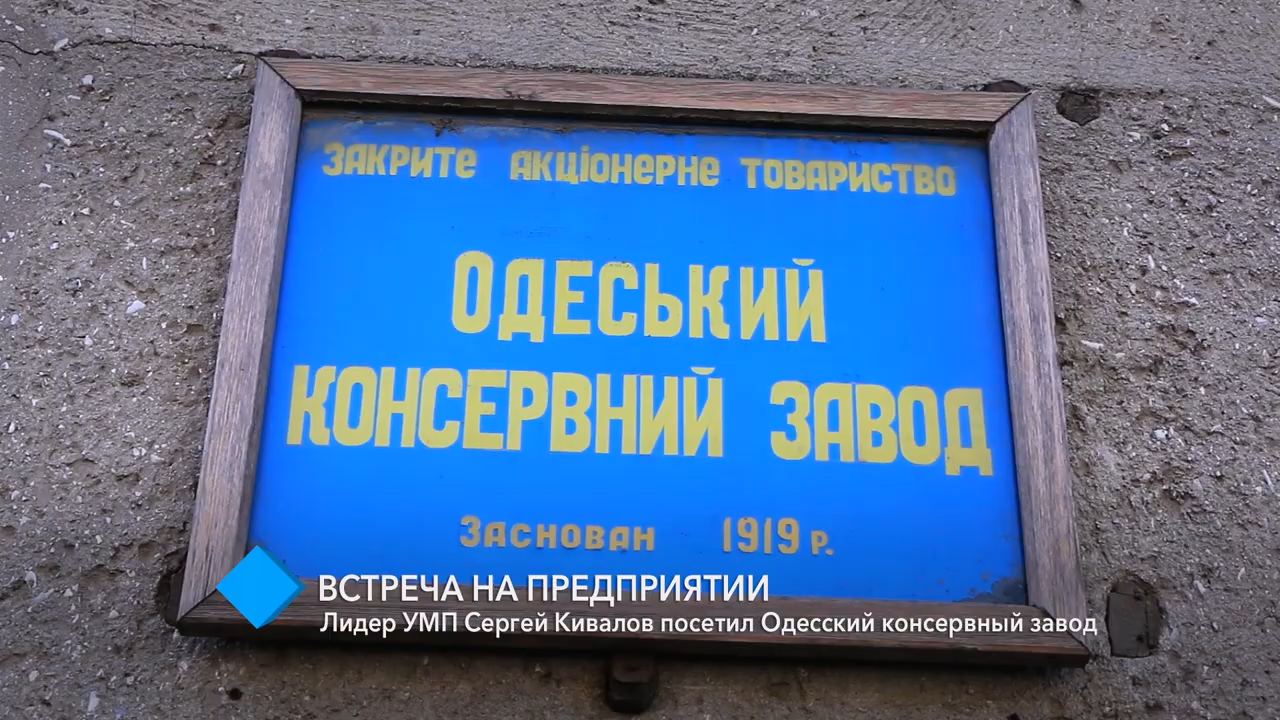 ЗАКРИТЕ АКЦІОНЕРНЕ ТОВАРИСТВО
ОДЕСЬКИЙ
КОНСЕРВНИЙ ЗАВОД
ЗАСНОВАН 1919 р.
ВСТРЕЧА НА ПРЕДПРИЯТИИ
Лидер УМП Сергей Кивалов посетил Одесский консервный завод